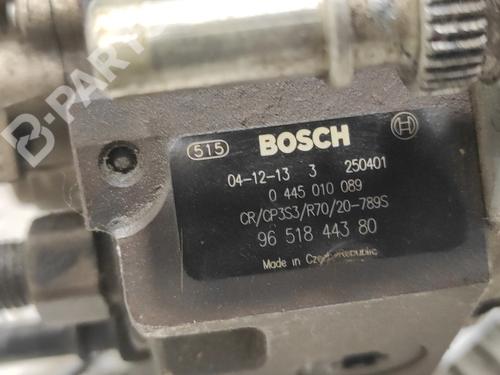 515 BOSCH
04-12-13 3 250401
0 445 010 089
CR/CP3S3/R70/20-789S
96 518 443 80
Made in Czech Republic
B-PARTS